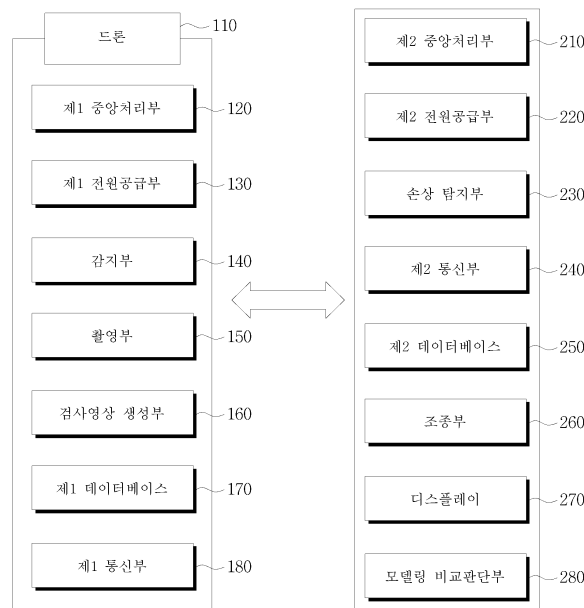 드론 110
제1 중앙처리부 120
제1 전원공급부 130
감지부 140
촬영부 150
검사영상 생성부 160
제1 데이터베이스 170
제1 통신부 180
제2 중앙처리부 210
제2 전원공급부 220
손상 탐지부 230
제2 통신부 240
제2 데이터베이스 250
조종부 260
디스플레이 270
모델링 비교판단부 280